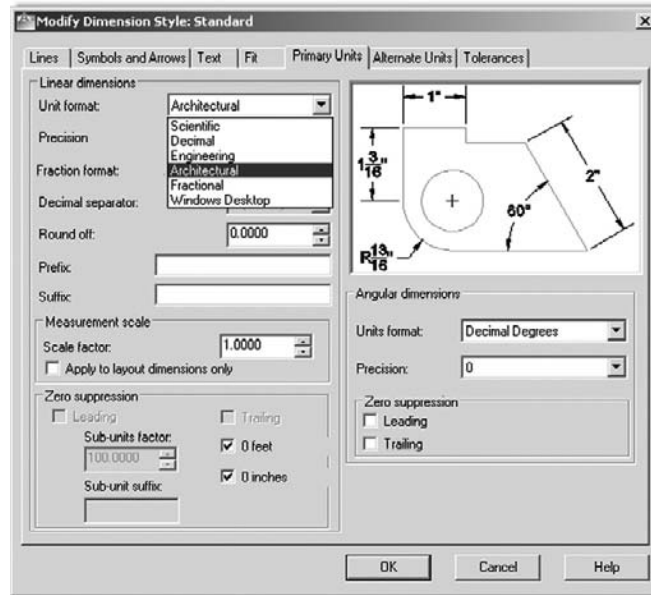 Modify Dimension Style: Standard
Lines
Symbols and Arrows
Text
Fit
Primary Units
Alternate Units
Tolerances
Linear dimensions
Unit format:
Architectural
Scientific
Decimal
Engineering
Architectural
Fractional
Windows Desktop
Precision
Fraction format:
Decimal separator:
Round off:
0.0000
Prefix:
Suffix:
Measurement scale
Scale factor:
1.0000
Apply to layout dimensions only
Zero suppression
Leading
Trailing
Sub-units factor:
100.0000
0 feet
0 inches
Sub-unit suffix:
1"
1 3/16"
2"
60°
R13/16"
Angular dimensions
Units format:
Decimal Degrees
Precision:
0
Zero suppression
Leading
Trailing
OK
Cancel
Help